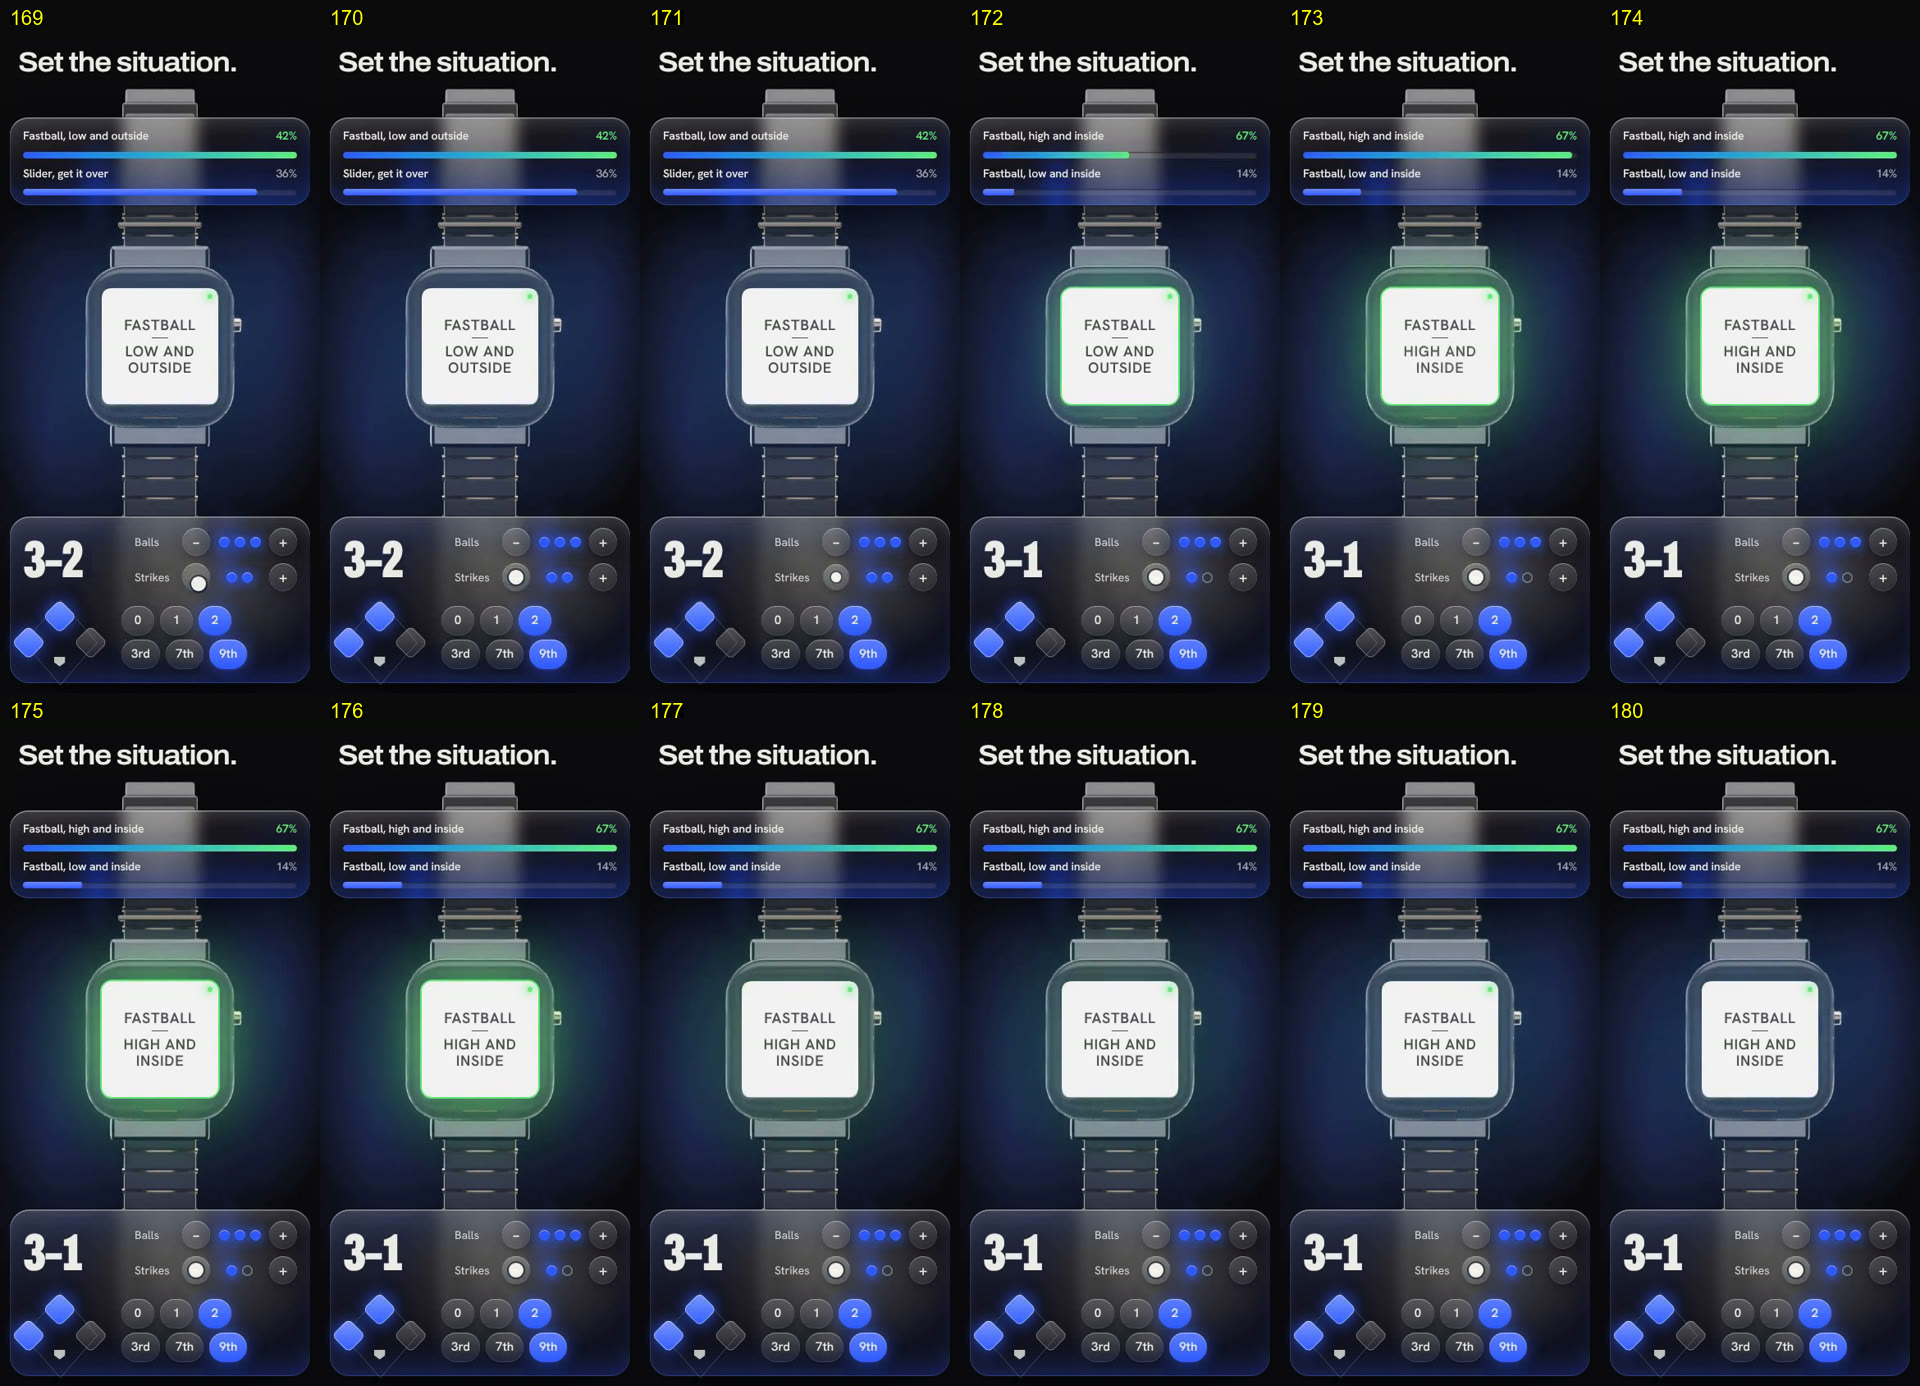 169
Set the situation.
Fastball, low and outside 42%
Slider, get it over 36%
FASTBALL
LOW AND
OUTSIDE
3-2
Balls - +
Strikes +
0 1 2
3rd 7th 9th
170
Set the situation.
Fastball, low and outside 42%
Slider, get it over 36%
FASTBALL
LOW AND
OUTSIDE
3-2
Balls - +
Strikes +
0 1 2
3rd 7th 9th
171
Set the situation.
Fastball, low and outside 42%
Slider, get it over 36%
FASTBALL
LOW AND
OUTSIDE
3-2
Balls - +
Strikes +
0 1 2
3rd 7th 9th
172
Set the situation.
Fastball, high and inside 67%
Fastball, low and inside 14%
FASTBALL
LOW AND
OUTSIDE
3-1
Balls - +
Strikes +
0 1 2
3rd 7th 9th
173
Set the situation.
Fastball, high and inside 67%
Fastball, low and inside 14%
FASTBALL
HIGH AND
INSIDE
3-1
Balls - +
Strikes +
0 1 2
3rd 7th 9th
174
Set the situation.
Fastball, high and inside 67%
Fastball, low and inside 14%
FASTBALL
HIGH AND
INSIDE
3-1
Balls - +
Strikes +
0 1 2
3rd 7th 9th
175
Set the situation.
Fastball, high and inside 67%
Fastball, low and inside 14%
FASTBALL
HIGH AND
INSIDE
3-1
Balls - +
Strikes +
0 1 2
3rd 7th 9th
176
Set the situation.
Fastball, high and inside 67%
Fastball, low and inside 14%
FASTBALL
HIGH AND
INSIDE
3-1
Balls - +
Strikes +
0 1 2
3rd 7th 9th
177
Set the situation.
Fastball, high and inside 67%
Fastball, low and inside 14%
FASTBALL
HIGH AND
INSIDE
3-1
Balls - +
Strikes +
0 1 2
3rd 7th 9th
178
Set the situation.
Fastball, high and inside 67%
Fastball, low and inside 14%
FASTBALL
HIGH AND
INSIDE
3-1
Balls - +
Strikes +
0 1 2
3rd 7th 9th
179
Set the situation.
Fastball, high and inside 67%
Fastball, low and inside 14%
FASTBALL
HIGH AND
INSIDE
3-1
Balls - +
Strikes +
0 1 2
3rd 7th 9th
180
Set the situation.
Fastball, high and inside 67%
Fastball, low and inside 14%
FASTBALL
HIGH AND
INSIDE
3-1
Balls - +
Strikes +
0 1 2
3rd 7th 9th